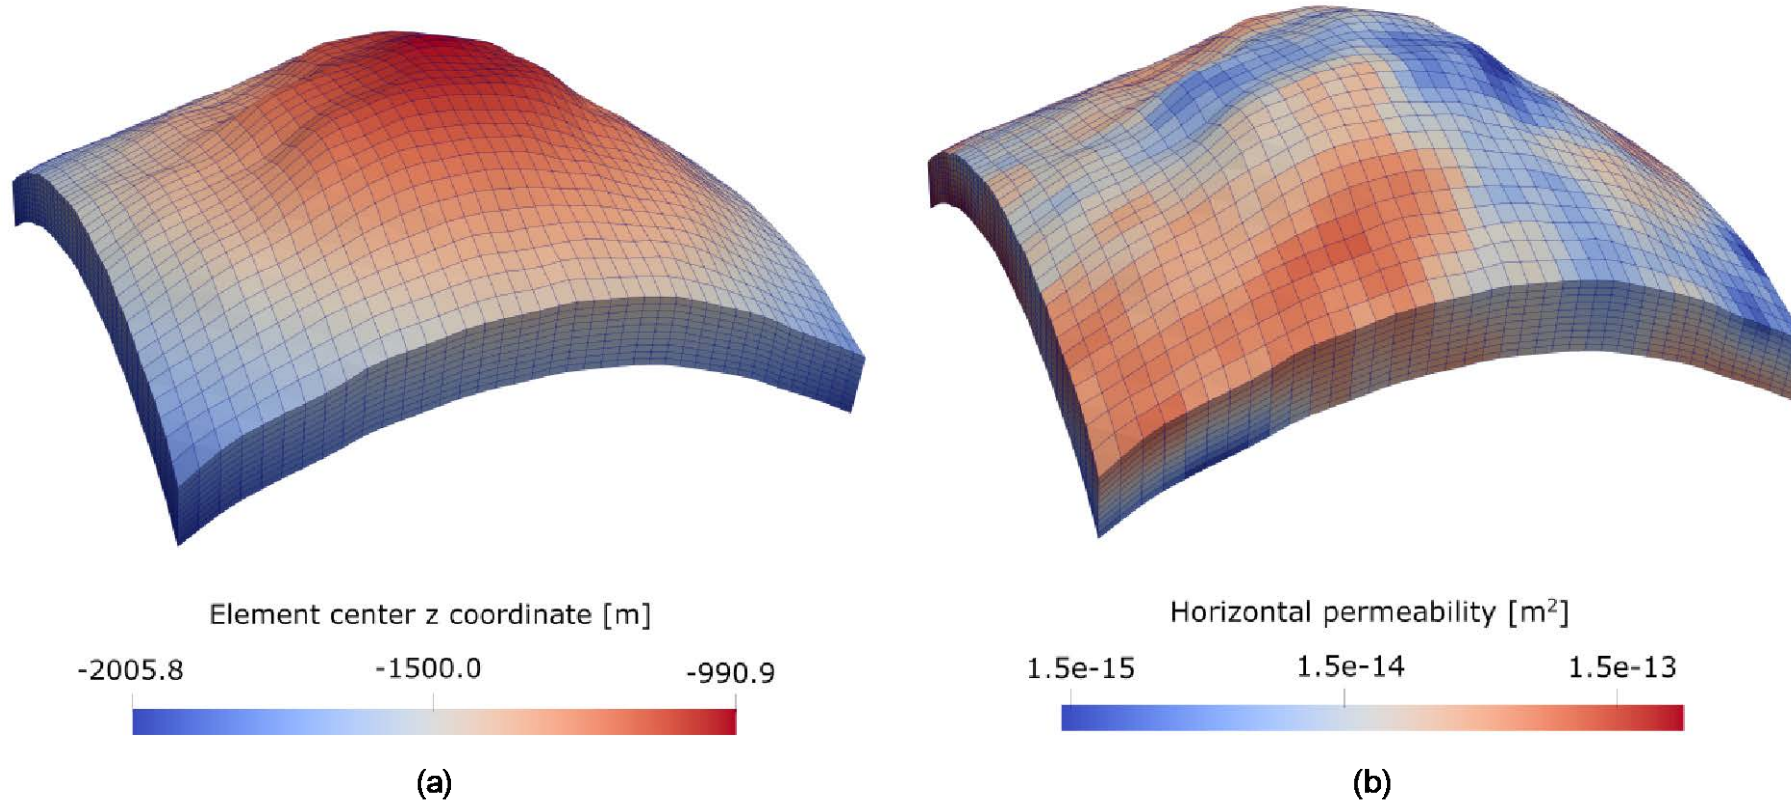 Element center z coordinate [m]
-2005.8 -1500.0 -990.9
(a)
Horizontal permeability [m²]
1.5e-15 1.5e-14 1.5e-13
(b)